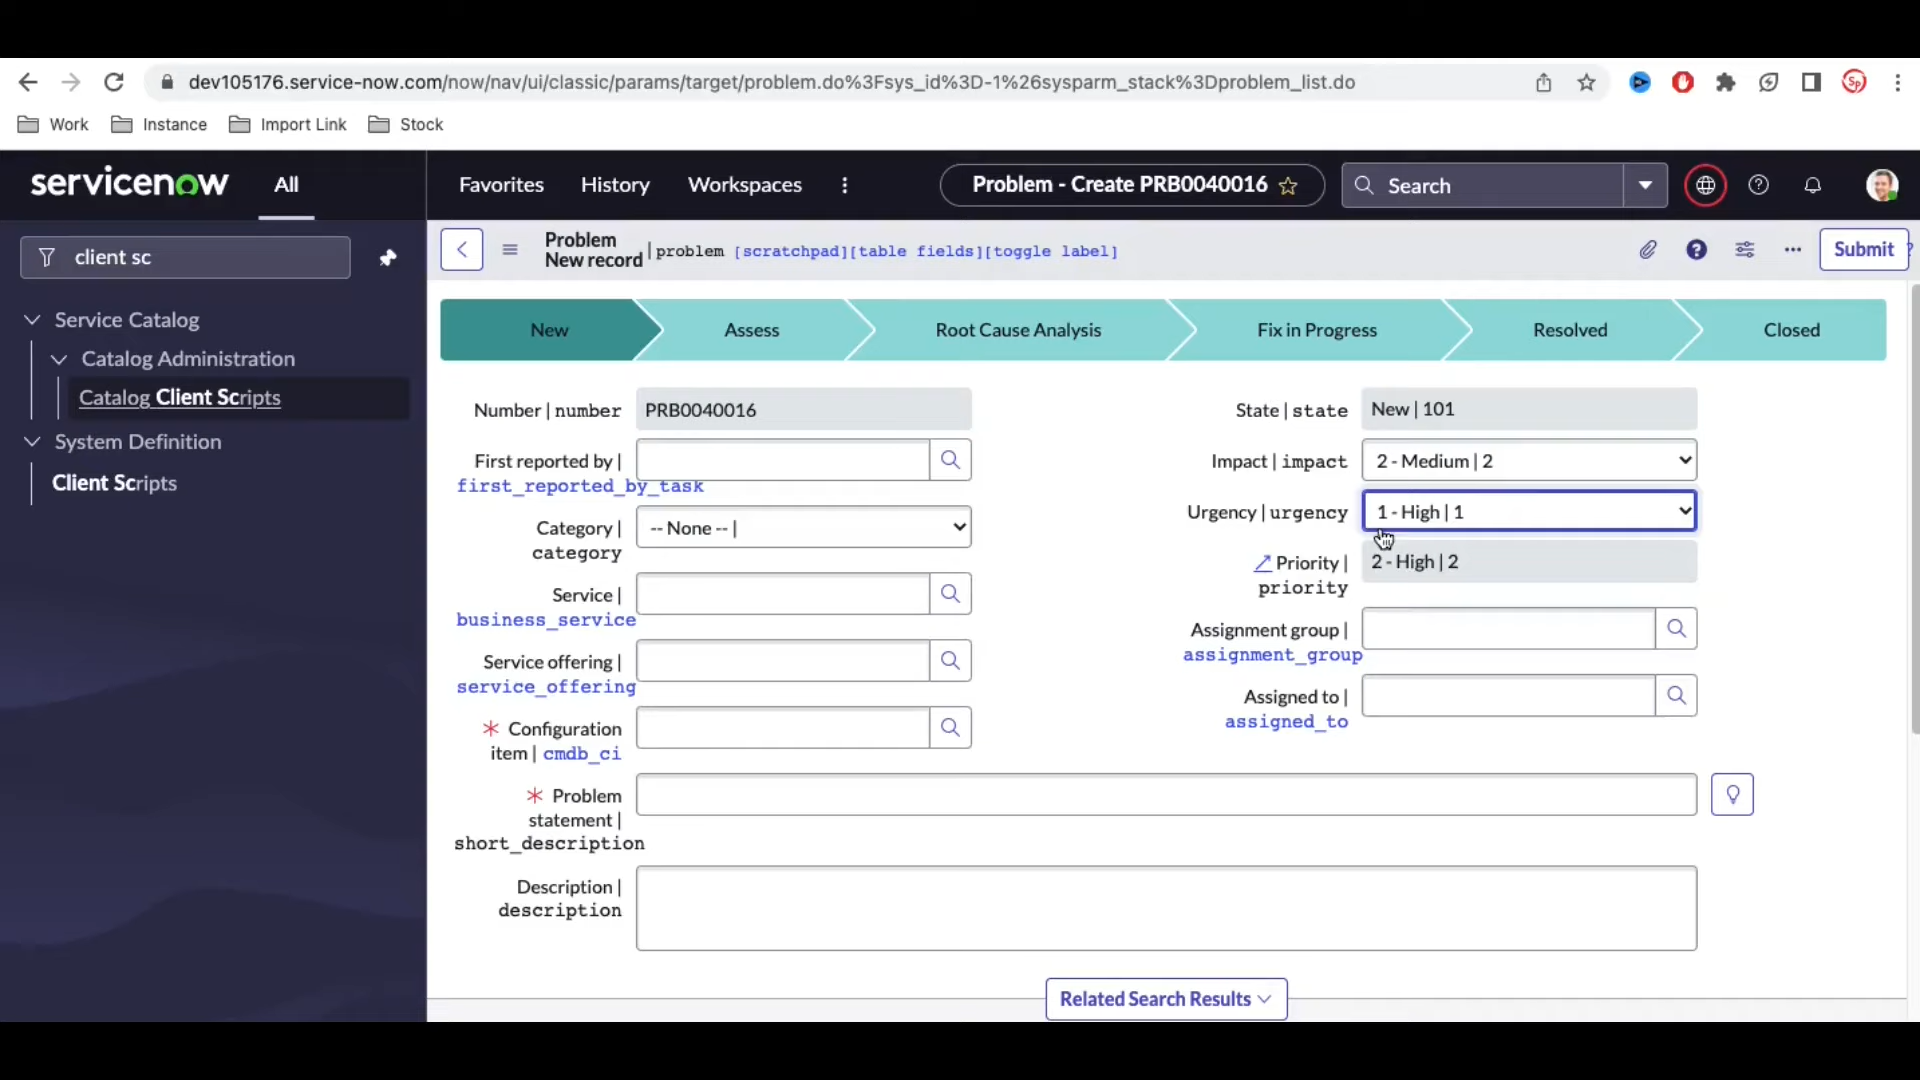 dev105176.service-now.com/now/nav/ui/classic/params/target/problem.do%3Fsys_id%3D-1%26sysparm_stack%3Dproblem_list.do
Sp
Work
Instance
Import Link
Stock
servicenow
All
Favorites
History
Workspaces
Problem - Create PRB0040016
Search
client sc
Service Catalog
Catalog Administration
Catalog Client Scripts
System Definition
Client Scripts
Problem
New record
| problem [scratchpad][table fields][toggle label]
Submit
?
New
Assess
Root Cause Analysis
Fix in Progress
Resolved
Closed
Number | number
PRB0040016
First reported by |
first_reported_by_task
Category |
category
-- None -- |
Service |
business_service
Service offering |
service_offering
Configuration
item | cmdb_ci
Problem
statement |
short_description
Description |
description
State | state
New | 101
Impact | impact
2 - Medium | 2
Urgency | urgency
1 - High | 1
Priority |
priority
2 - High | 2
Assignment group |
assignment_group
Assigned to |
assigned_to
Related Search Results